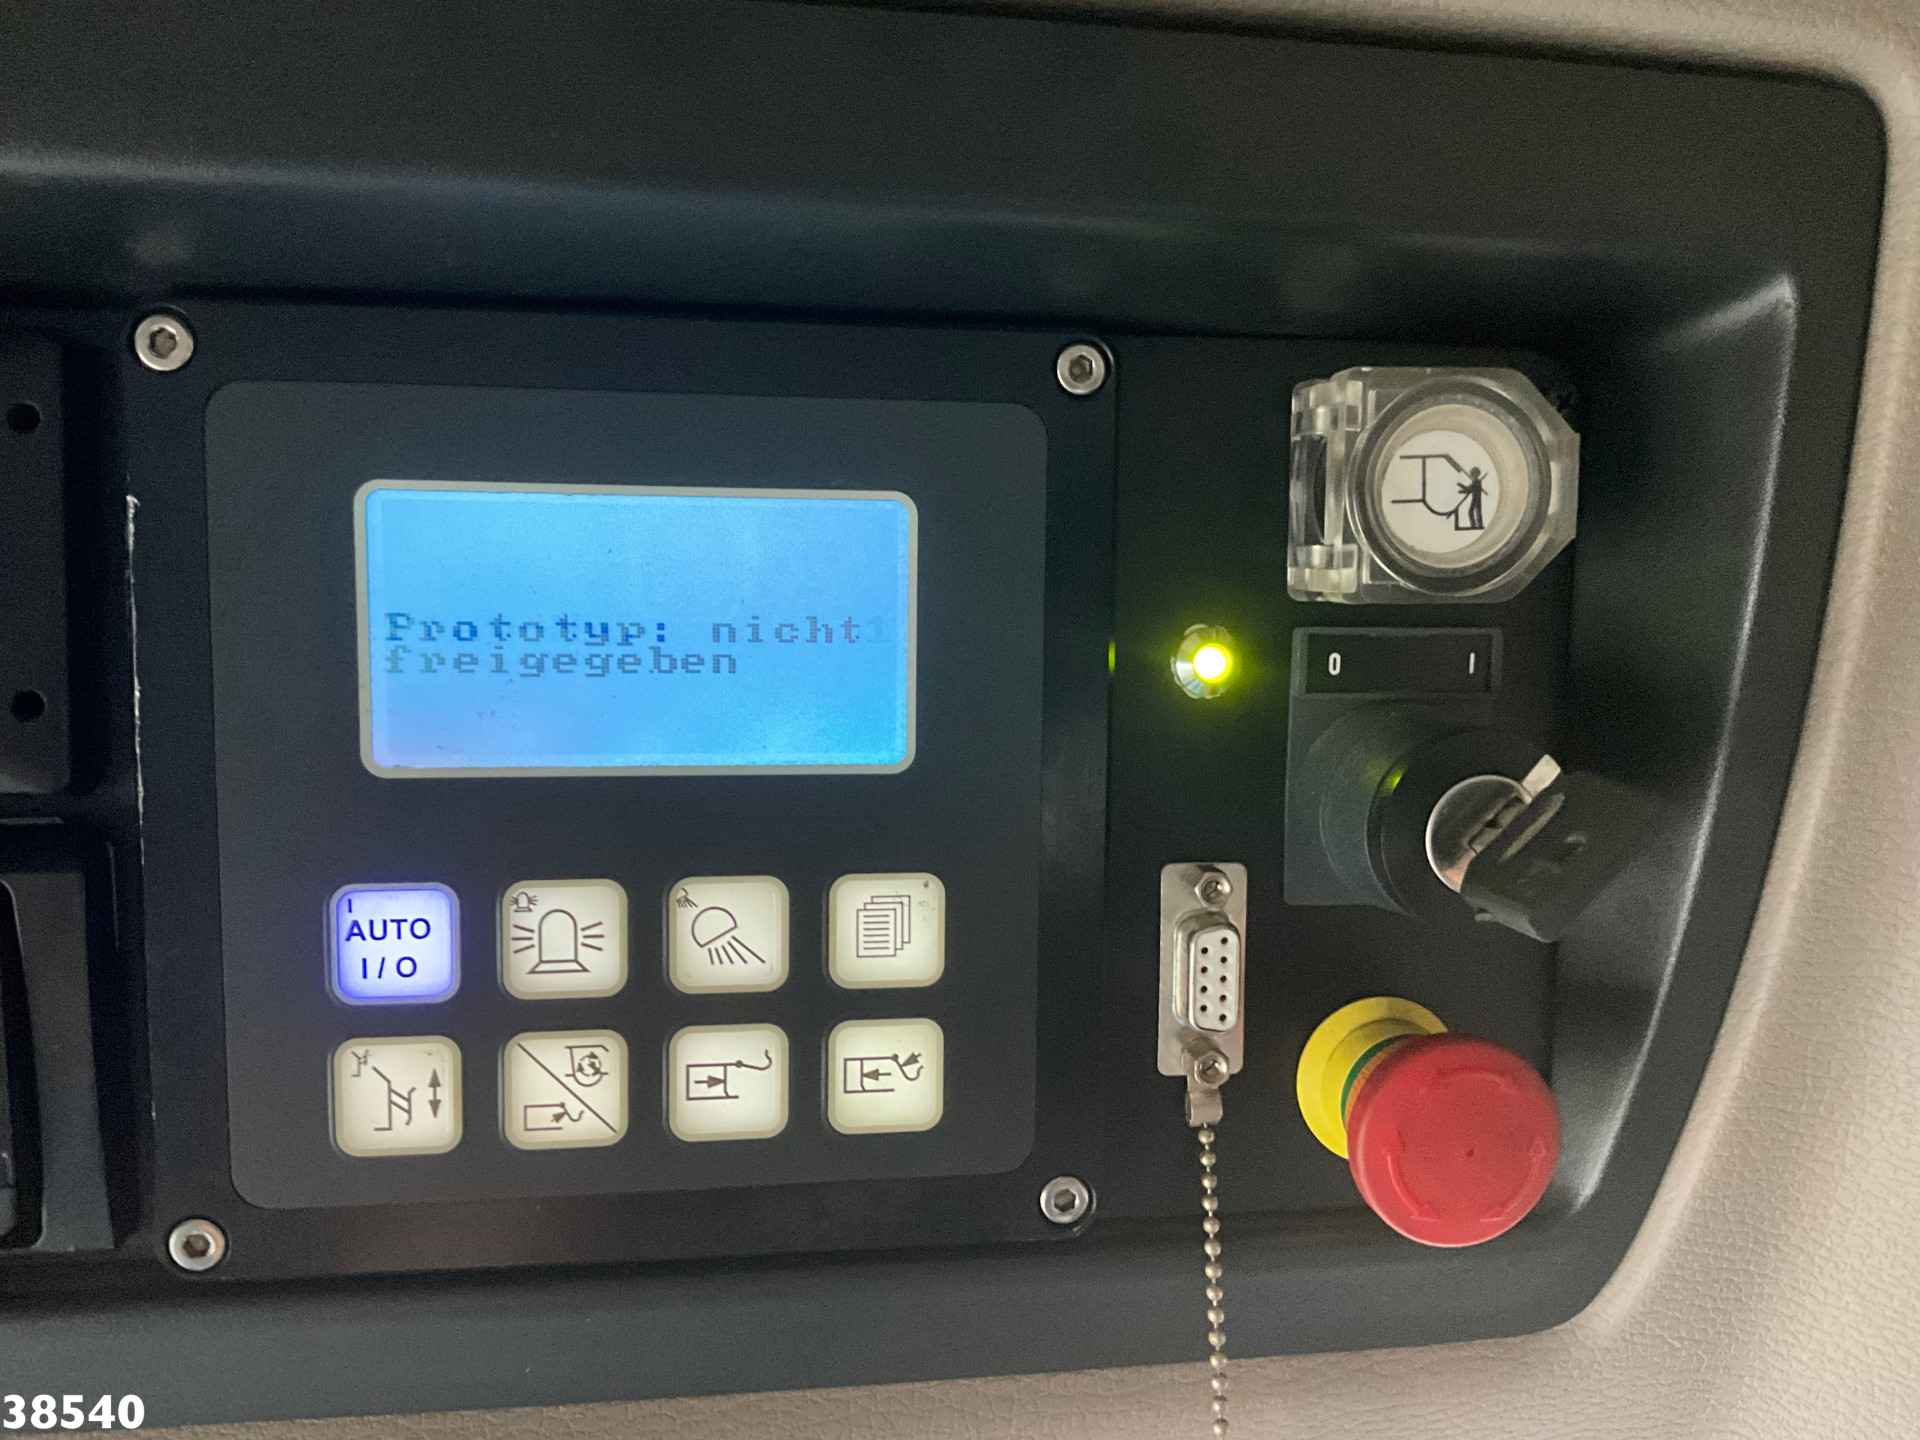 Prototyp: nicht
freigegeben
0 I
I
AUTO
I / O
38540